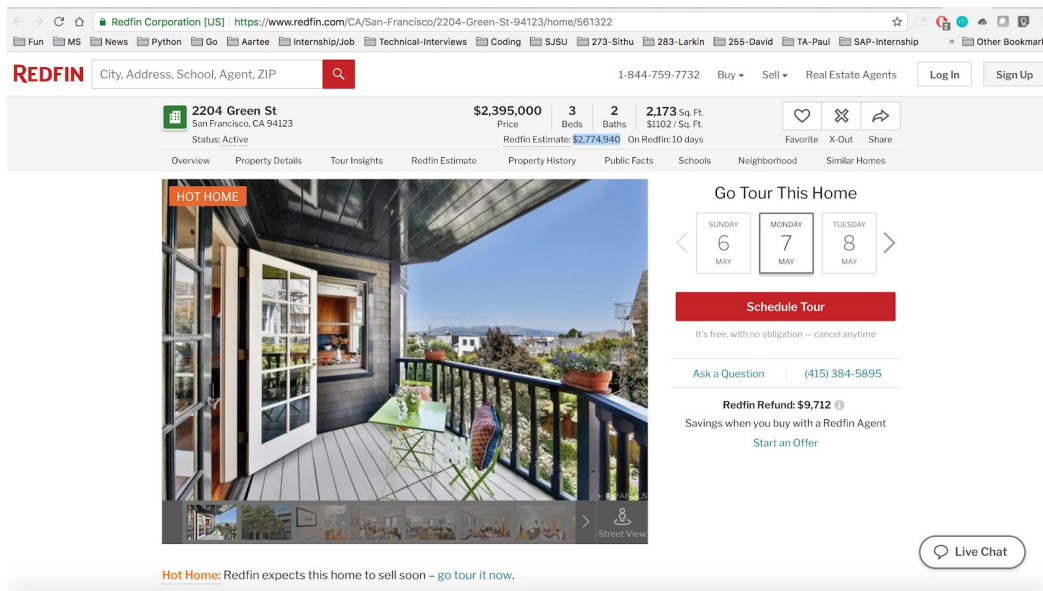 Redfin Corporation [US] https://www.redfin.com/CA/San-Francisco/2204-Green-St-94123/home/561322
Fun MS News Python Go Aartee Internship/Job Technical-Interviews Coding SJSU 273-Sithu 283-Larkin 255-David TA-Paul SAP-Internship » Other Bookmark
REDFIN City, Address, School, Agent, ZIP 1-844-759-7732 Buy Sell Real Estate Agents Log In Sign Up
2204 Green St $2,395,000 3 2 2,173 Sq. Ft.
San Francisco, CA 94123 Price Beds Baths $1102 / Sq. Ft.
Status: Active Redfin Estimate: $2,774,940 On Redfin: 10 days Favorite X-Out Share
Overview Property Details Tour Insights Redfin Estimate Property History Public Facts Schools Neighborhood Similar Homes
HOT HOME
Go Tour This Home
SUNDAY MONDAY TUESDAY
6 7 8
MAY MAY MAY
Schedule Tour
It's free, with no obligation — cancel anytime
Ask a Question (415) 384-5895
Redfin Refund: $9,712
Savings when you buy with a Redfin Agent
Start an Offer
Street View
Live Chat
Hot Home: Redfin expects this home to sell soon – go tour it now.